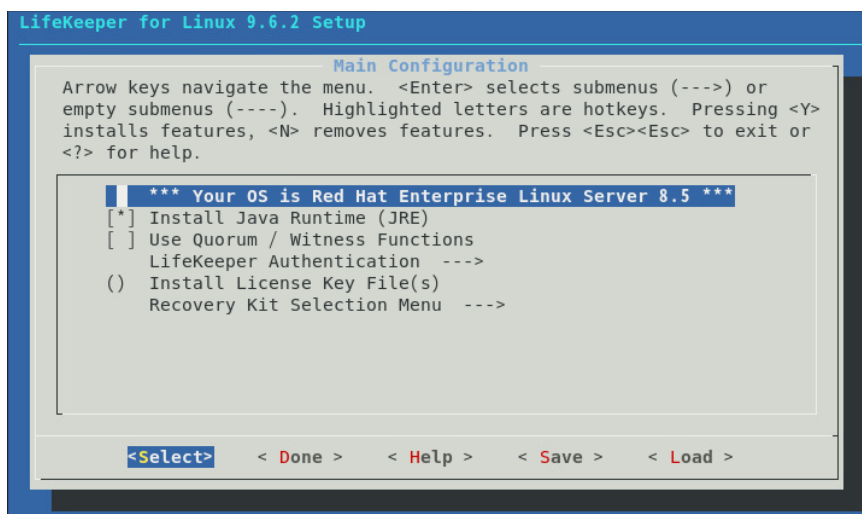 LifeKeeper for Linux 9.6.2 Setup
Main Configuration
Arrow keys navigate the menu.  <Enter> selects submenus (--->) or
empty submenus (----).  Highlighted letters are hotkeys.  Pressing <Y>
installs features, <N> removes features.  Press <Esc><Esc> to exit or
<?> for help.
*** Your OS is Red Hat Enterprise Linux Server 8.5 ***
[*] Install Java Runtime (JRE)
[ ] Use Quorum / Witness Functions
LifeKeeper Authentication  --->
()  Install License Key File(s)
Recovery Kit Selection Menu  --->
<Select>    < Done >    < Help >    < Save >    < Load >